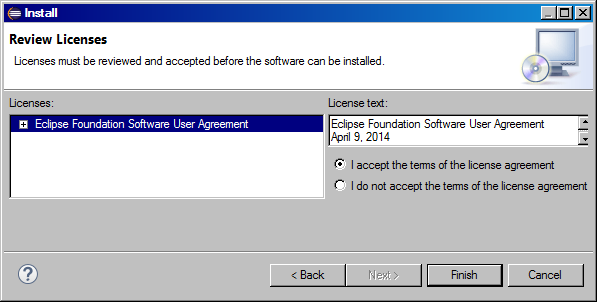 Install
Review Licenses
Licenses must be reviewed and accepted before the software can be installed.
Licenses:
Eclipse Foundation Software User Agreement
License text:
Eclipse Foundation Software User Agreement
April 9, 2014
I accept the terms of the license agreement
I do not accept the terms of the license agreement
?
< Back
Next >
Finish
Cancel